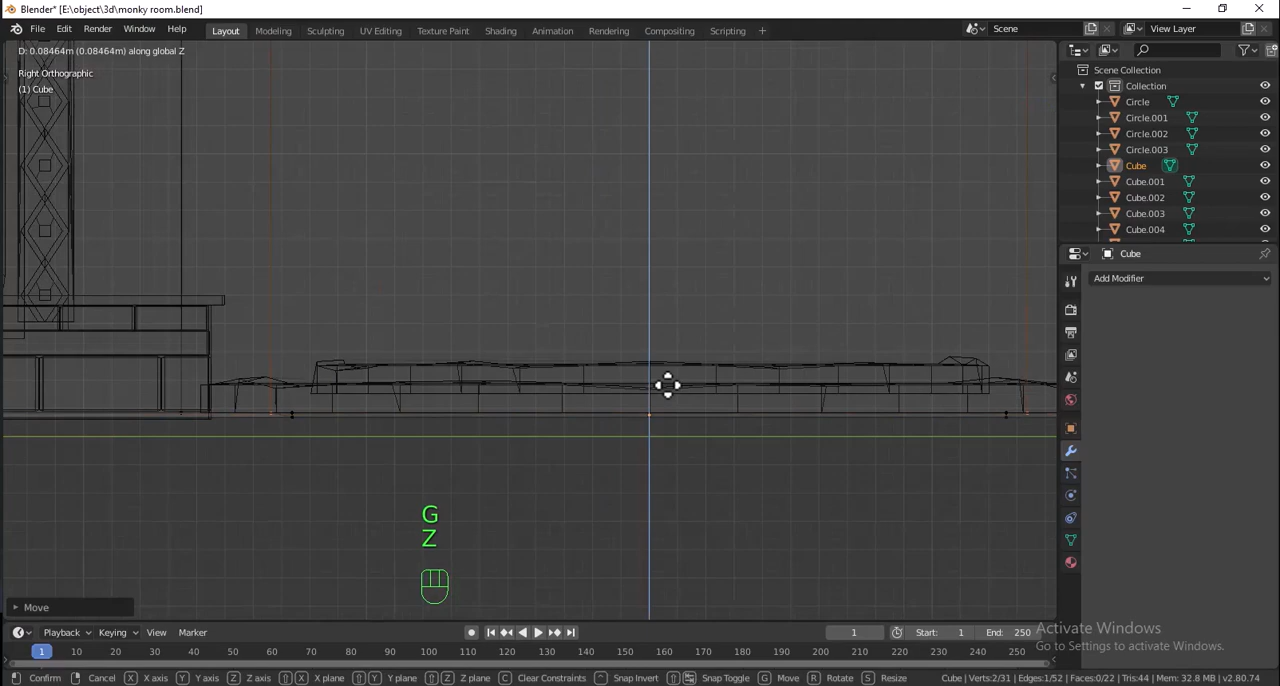 Blender* [E:\object\3d\monky room.blend]
File Edit Render Window Help Layout Modeling Sculpting UV Editing Texture Paint Shading Animation Rendering Compositing Scripting + Scene View Layer
D: 0.08464m (0.08464m) along global Z
Right Orthographic
(1) Cube
Scene Collection
Collection
Circle
Circle.001
Circle.002
Circle.003
Cube
Cube.001
Cube.002
Cube.003
Cube.004
Cube
Add Modifier
G
Z
Move
Playback Keying View Marker 1 Start: 1 End: 250
1 10 20 30 40 50 60 70 80 90 100 110 120 130 140 150 160 170 180 190 200 210 220 230 240 250
Activate Windows
Go to Settings to activate Windows.
Confirm Cancel X X axis Y Y axis Z Z axis X X plane Y Y plane Z Z plane C Clear Constraints Snap Invert Snap Toggle G Move R Rotate S Resize Cube | Verts:2/31 | Edges:1/52 | Faces:0/22 | Tris:44 | Mem: 32.8 MB | v2.80.74